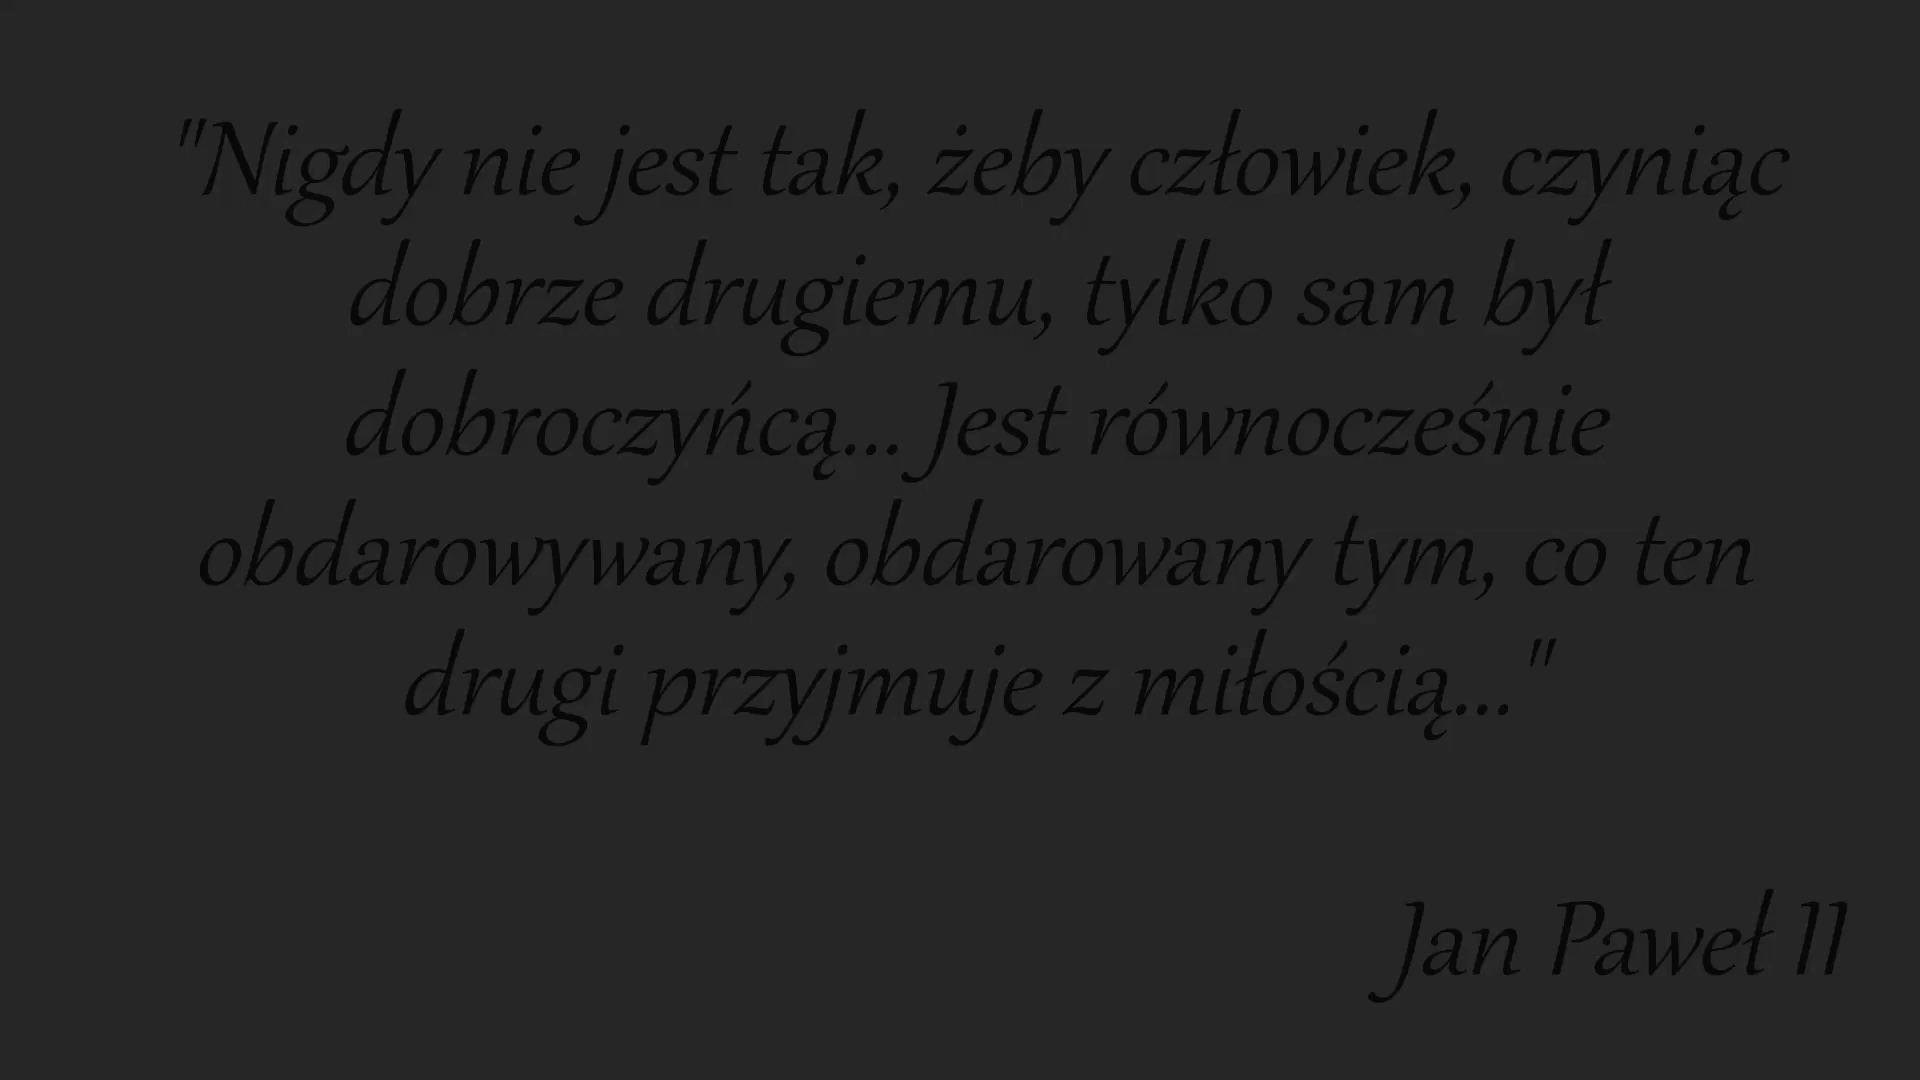 "Nigdy nie jest tak, żeby człowiek, czyniąc
dobrze drugiemu, tylko sam był
dobroczyńcą... Jest równocześnie
obdarowywany, obdarowany tym, co ten
drugi przyjmuje z miłością..."
Jan Paweł II